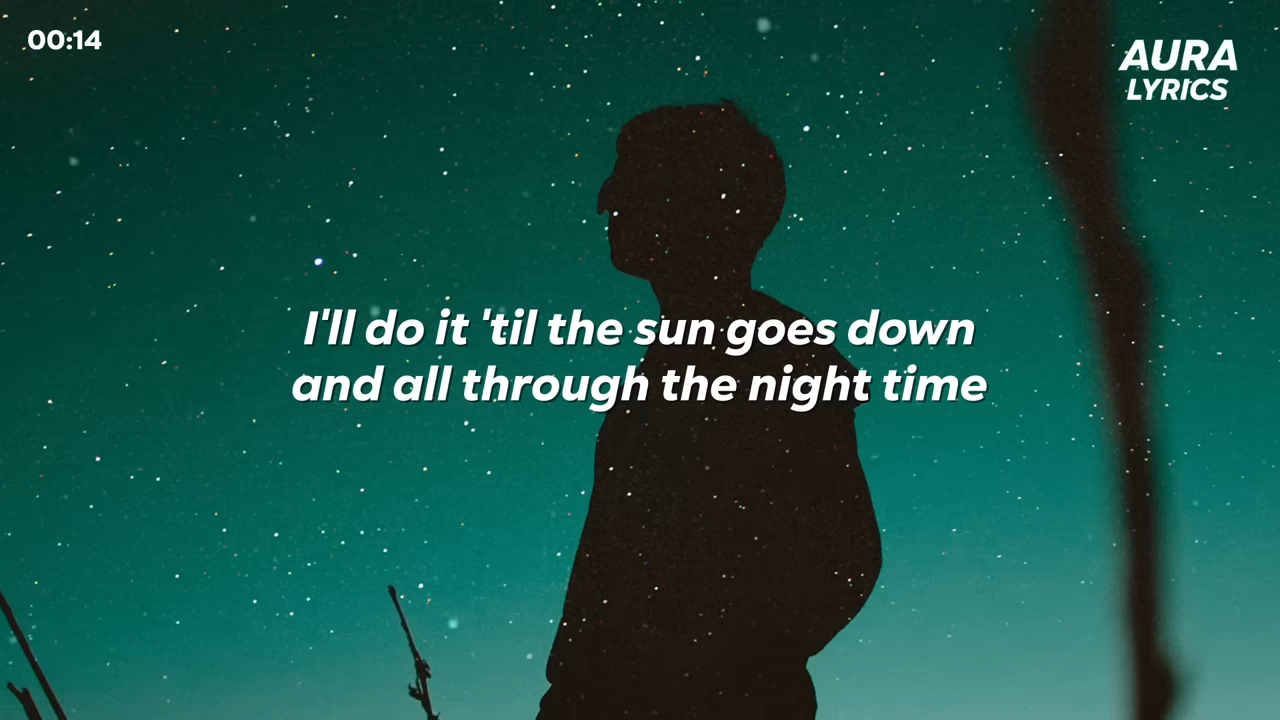 00:14
AURA
LYRICS
I'll do it 'til the sun goes down
and all through the night time